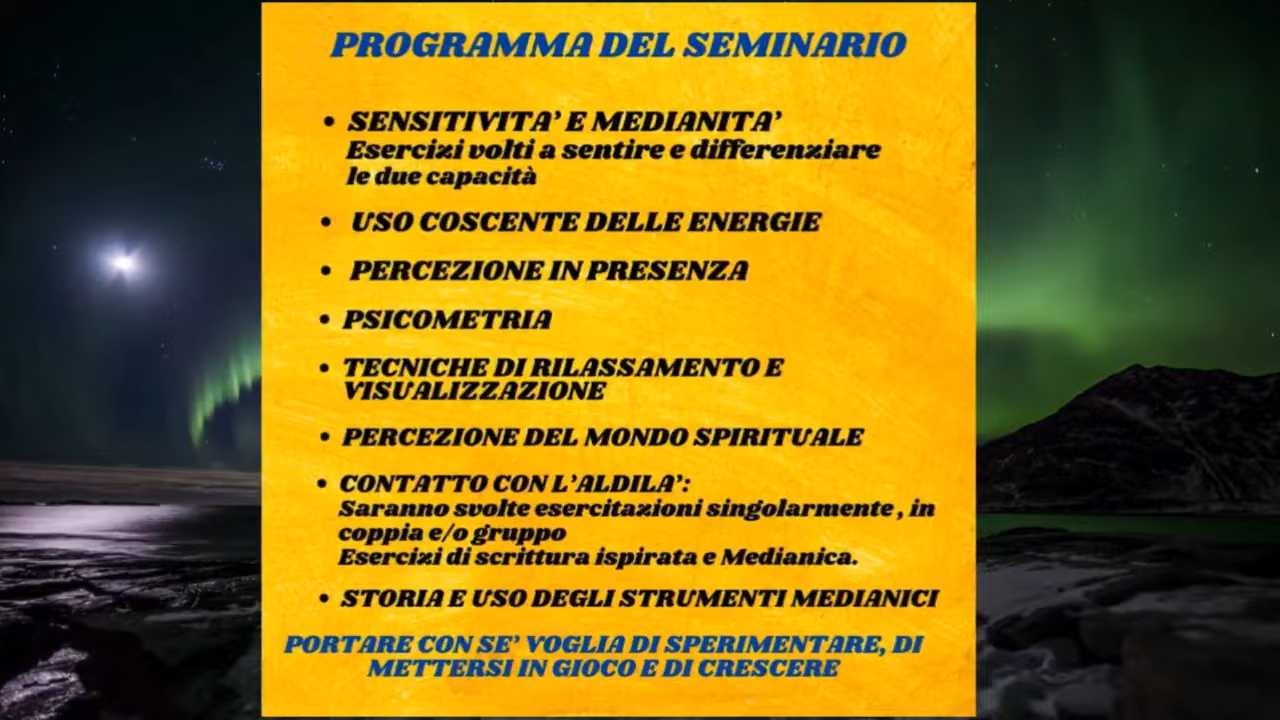 PROGRAMMA DEL SEMINARIO
• SENSITIVITA' E MEDIANITA'
Esercizi volti a sentire e differenziare
le due capacità
• USO COSCENTE DELLE ENERGIE
• PERCEZIONE IN PRESENZA
• PSICOMETRIA
• TECNICHE DI RILASSAMENTO E
VISUALIZZAZIONE
• PERCEZIONE DEL MONDO SPIRITUALE
• CONTATTO CON L'ALDILA':
Saranno svolte esercitazioni singolarmente , in
coppia e/o gruppo
Esercizi di scrittura ispirata e Medianica.
• STORIA E USO DEGLI STRUMENTI MEDIANICI
PORTARE CON SE' VOGLIA DI SPERIMENTARE, DI
METTERSI IN GIOCO E DI CRESCERE